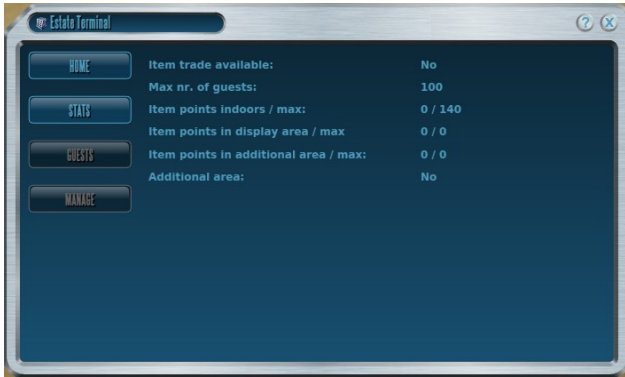 Estate Terminal
? X
HOME
Item trade available: No
Max nr. of guests: 100
STATS
Item points indoors / max: 0 / 140
Item points in display area / max 0 / 0
GUESTS
Item points in additional area / max: 0 / 0
Additional area: No
MANAGE